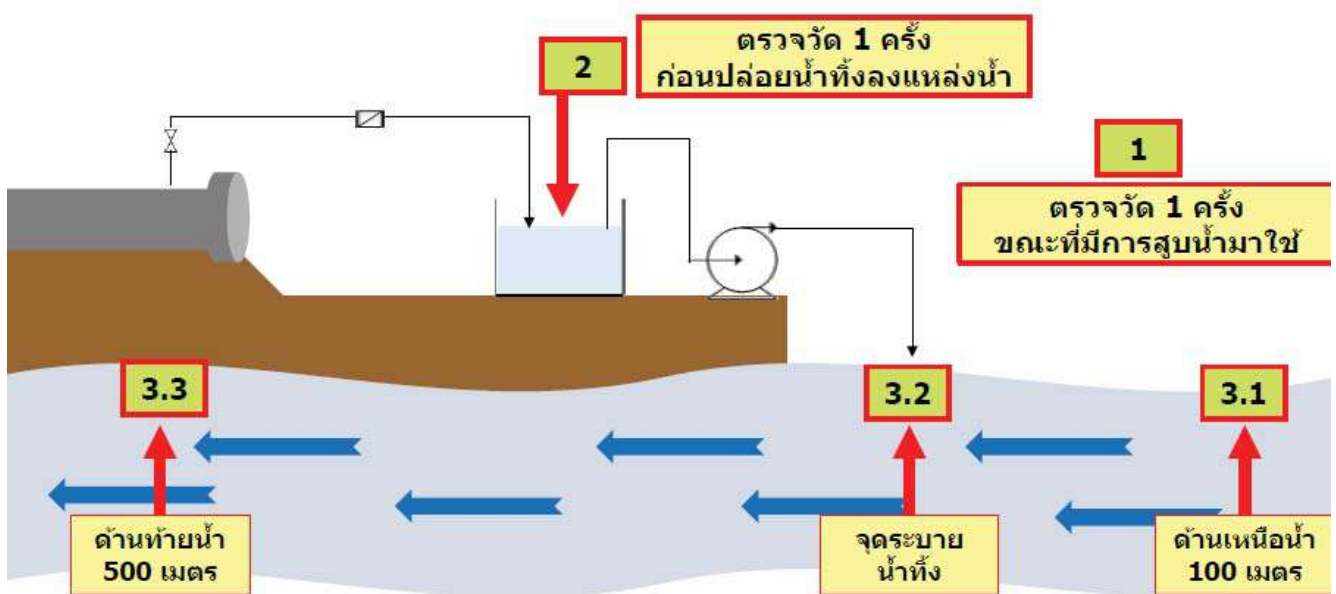 2
ตรวจวัด 1 ครั้ง
ก่อนปล่อยน้ำทิ้งลงแหล่งน้ำ
1
ตรวจวัด 1 ครั้ง
ขณะที่มีการสูบน้ำมาใช้
3.3
3.2
3.1
ด้านท้ายน้ำ
500 เมตร
จุดระบาย
น้ำทิ้ง
ด้านเหนือน้ำ
100 เมตร